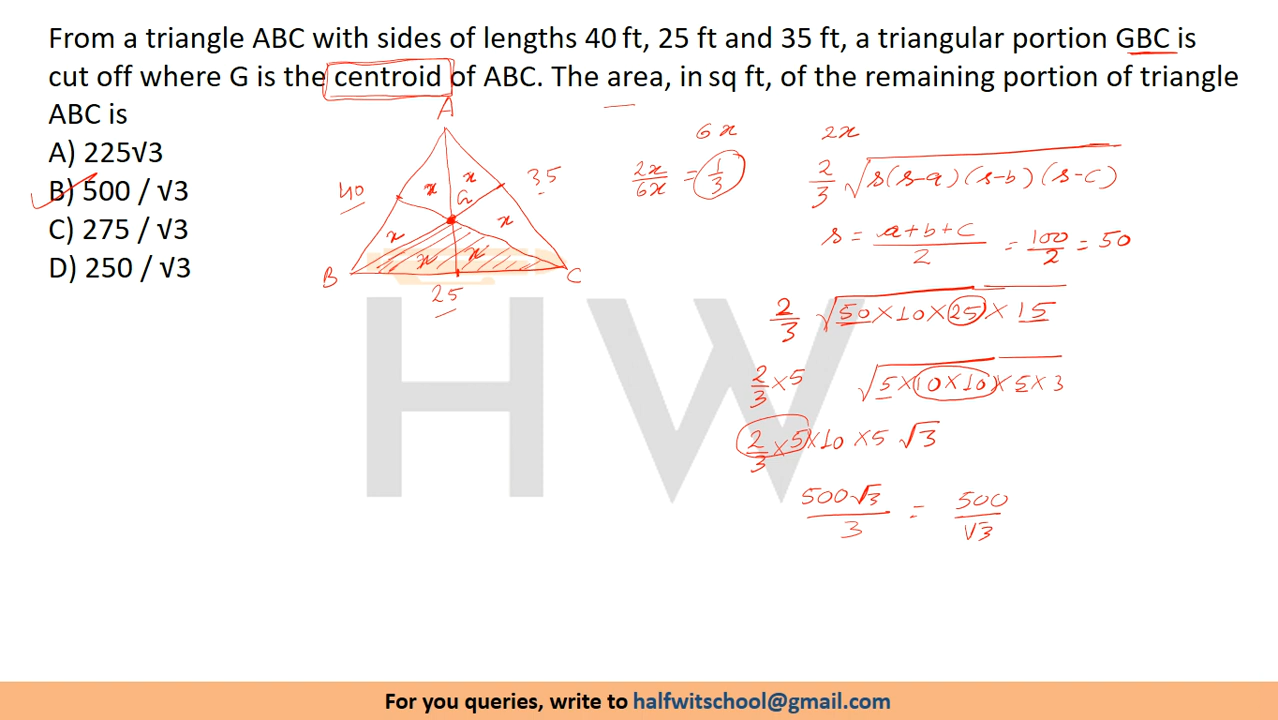 From a triangle ABC with sides of lengths 40 ft, 25 ft and 35 ft, a triangular portion GBC is
cut off where G is the centroid of ABC. The area, in sq ft, of the remaining portion of triangle
ABC is
A) 225√3
B) 500 / √3
C) 275 / √3
D) 250 / √3
A
40
35
x x
G
x x
x x
B
C
25
6x
2x/6x = 1/3
2x
2/3 √s(s-a)(s-b)(s-c)
s = a+b+c/2 = 100/2 = 50
2/3 √50×10×25×15
2/3 ×5 √5×10×10×5×3
2/3 ×5×10×5 √3
500√3/3 = 500/√3
HW
For you queries, write to halfwitschool@gmail.com